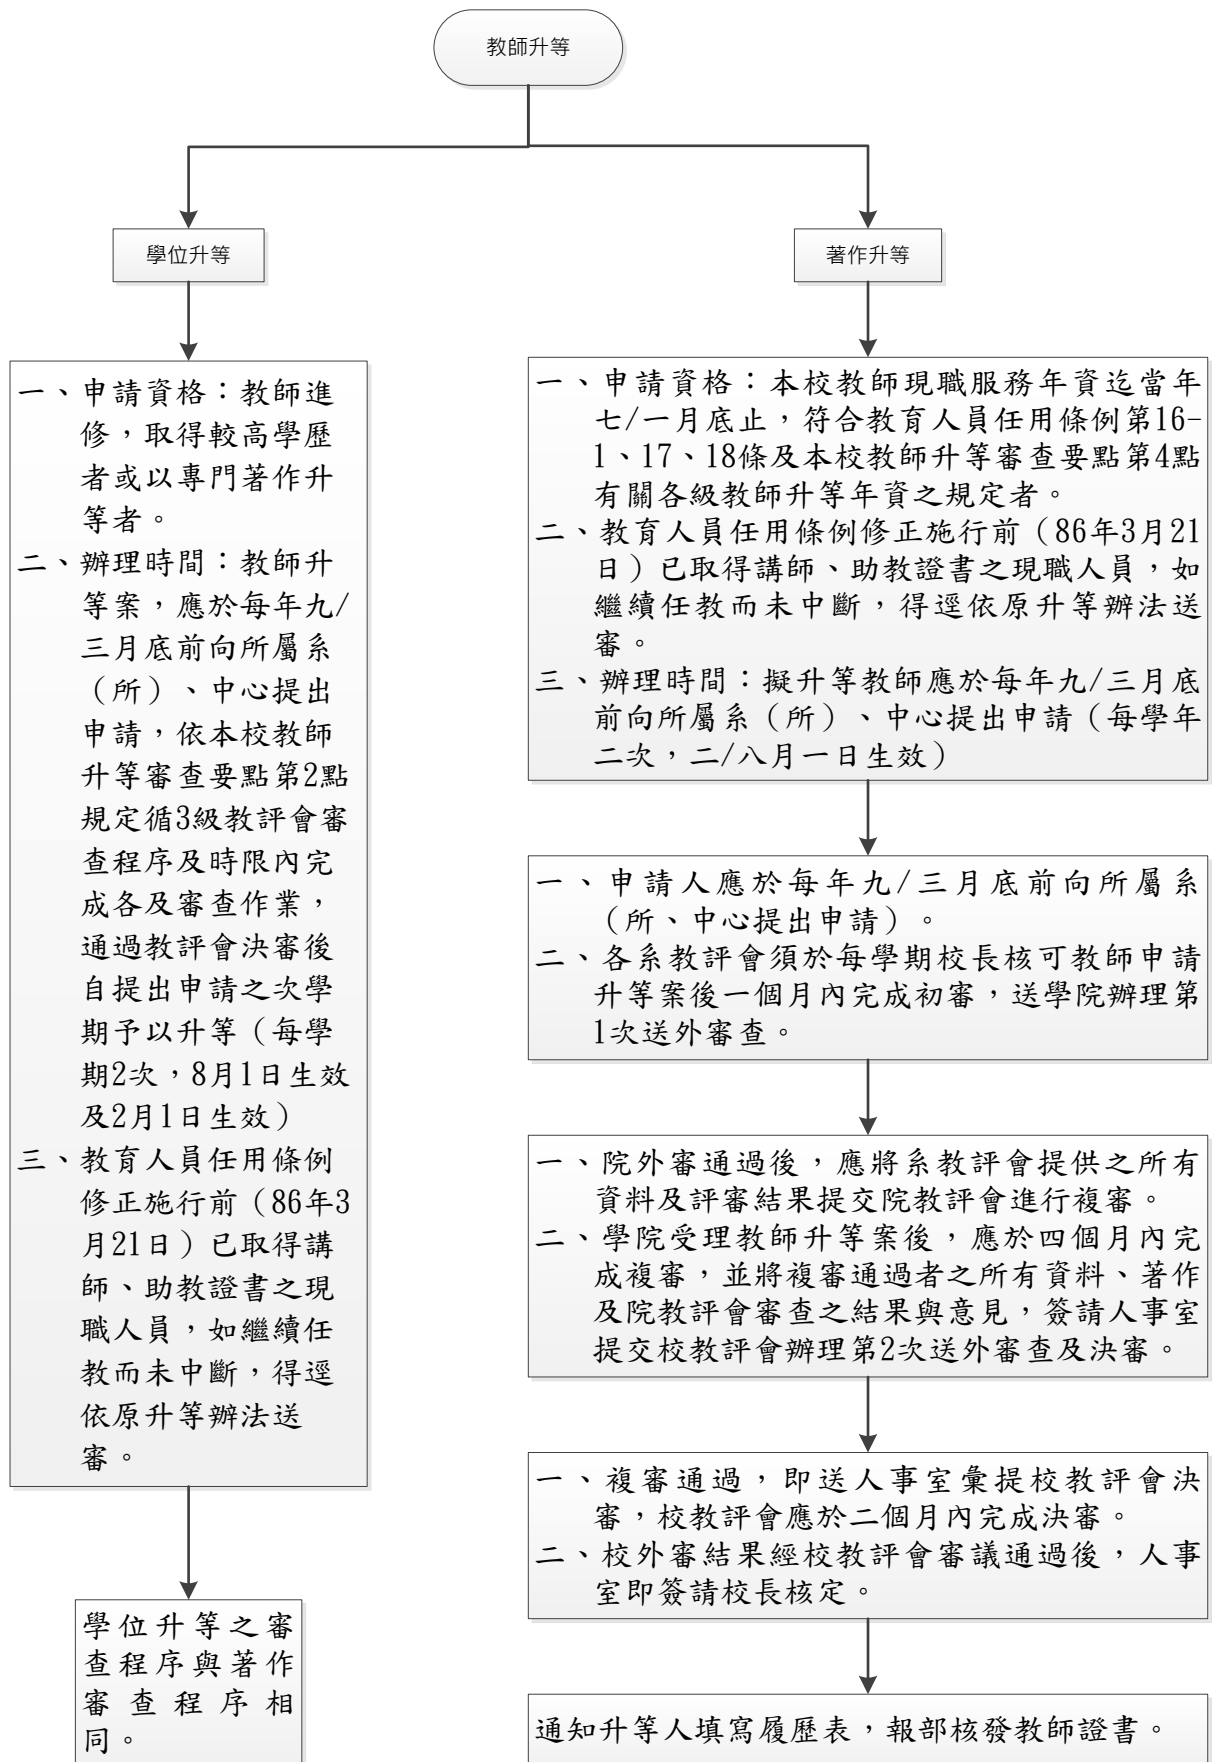 教師升等
學位升等
著作升等
一、申請資格：教師進
修，取得較高學歷
者或以專門著作升
等者。
二、辦理時間：教師升
等案，應於每年九/
三月底前向所屬系
（所）、中心提出
申請，依本校教師
升等審查要點第2點
規定循3級教評會審
查程序及時限內完
成各及審查作業，
通過教評會決審後
自提出申請之次學
期予以升等（每學
期2次，8月1日生效
及2月1日生效）
三、教育人員任用條例
修正施行前（86年3
月21日）已取得講
師、助教證書之現
職人員，如繼續任
教而未中斷，得逕
依原升等辦法送
審。
學位升等之審
查程序與著作
審查程序相
同。
一、申請資格：本校教師現職服務年資迄當年
七/一月底止，符合教育人員任用條例第16-
1、17、18條及本校教師升等審查要點第4點
有關各級教師升等年資之規定者。
二、教育人員任用條例修正施行前（86年3月21
日）已取得講師、助教證書之現職人員，如
繼續任教而未中斷，得逕依原升等辦法送
審。
三、辦理時間：擬升等教師應於每年九/三月底
前向所屬系（所）、中心提出申請（每學年
二次，二/八月一日生效）
一、申請人應於每年九/三月底前向所屬系
（所、中心提出申請）。
二、各系教評會須於每學期校長核可教師申請
升等案後一個月內完成初審，送學院辦理第
1次送外審查。
一、院外審通過後，應將系教評會提供之所有
資料及評審結果提交院教評會進行複審。
二、學院受理教師升等案後，應於四個月內完
成複審，並將複審通過者之所有資料、著作
及院教評會審查之結果與意見，簽請人事室
提交校教評會辦理第2次送外審查及決審。
一、複審通過，即送人事室彙提校教評會決
審，校教評會應於二個月內完成決審。
二、校外審結果經校教評會審議通過後，人事
室即簽請校長核定。
通知升等人填寫履歷表，報部核發教師證書。